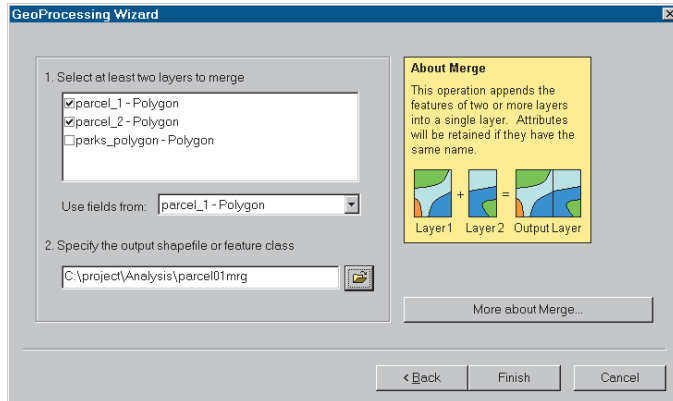 GeoProcessing Wizard
1. Select at least two layers to merge
parcel_1 - Polygon
parcel_2 - Polygon
parks_polygon - Polygon
Use fields from: parcel_1 - Polygon
2. Specify the output shapefile or feature class
C:\project\Analysis\parcel01mrg
About Merge
This operation appends the
features of two or more layers
into a single layer. Attributes
will be retained if they have the
same name.
+ =
Layer 1 Layer 2 Output Layer
More about Merge...
< Back Finish Cancel